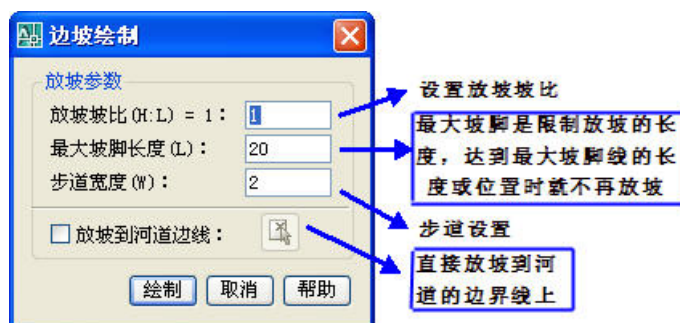 边坡绘制
放坡参数
放坡坡比(H:L) = 1: 1
最大坡脚长度(L): 20
步道宽度(W): 2
放坡到河道边线:
绘制 取消 帮助
设置放坡坡比
最大坡脚是限制放坡的长
度，达到最大坡脚线的长
度或位置时就不再放坡
步道设置
直接放坡到河
道的边界线上